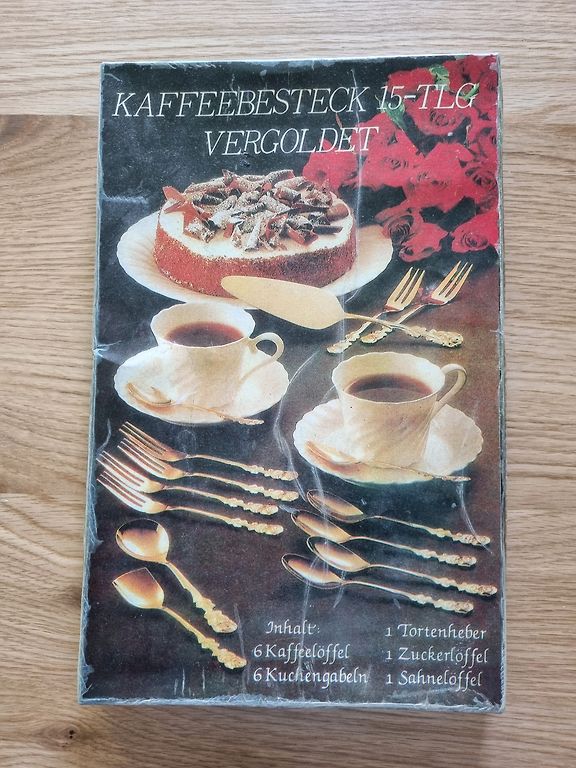 KAFFEEBESTECK 15-TLG
VERGOLDET
Inhalt:
6 Kaffeelöffel
6 Kuchengabeln
1 Tortenheber
1 Zuckerlöffel
1 Sahnelöffel